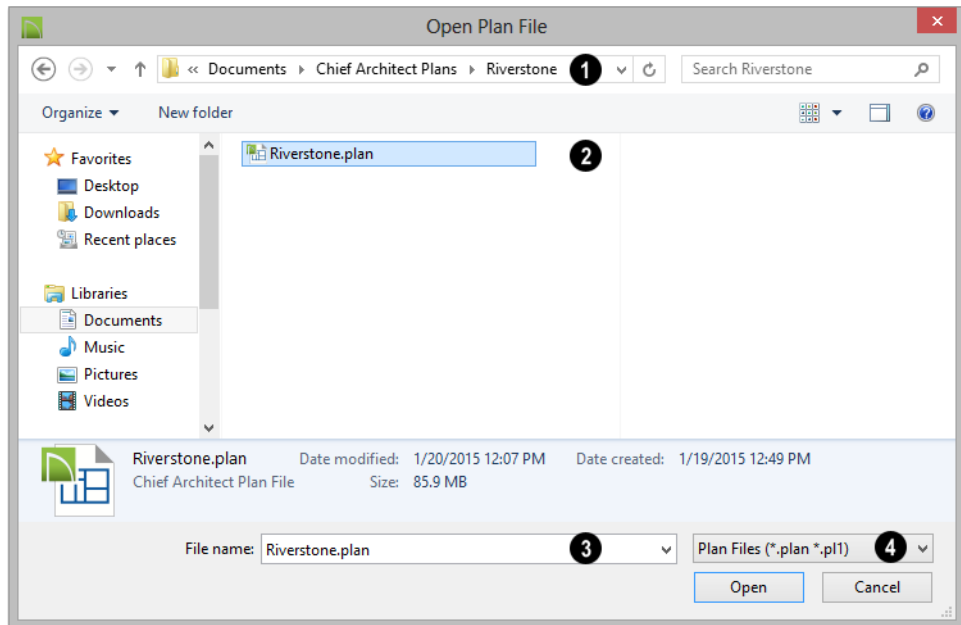 Open Plan File
« Documents Chief Architect Plans Riverstone 1 Search Riverstone
Organize New folder
Favorites
Desktop
Downloads
Recent places
Libraries
Documents
Music
Pictures
Videos
Riverstone.plan 2
Riverstone.plan Date modified: 1/20/2015 12:07 PM Date created: 1/19/2015 12:49 PM
Chief Architect Plan File Size: 85.9 MB
File name: Riverstone.plan 3 Plan Files (*.plan *.pl1) 4
Open Cancel